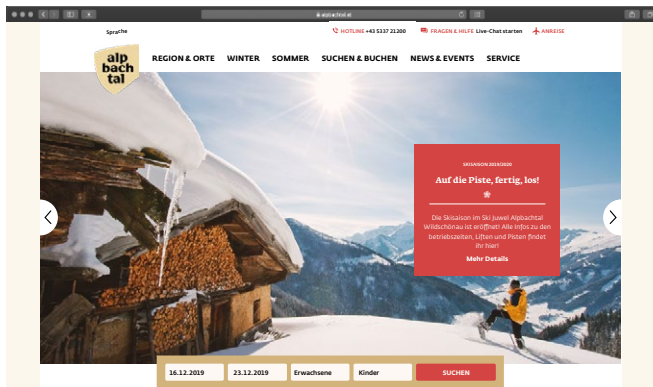 alpbachtal.at
Sprache
HOTLINE +43 5337 21200
FRAGEN & HILFE Live-Chat starten
ANREISE
alp
bach
tal
REGION & ORTE
WINTER
SOMMER
SUCHEN & BUCHEN
NEWS & EVENTS
SERVICE
SKISAISON 2019/2020
Auf die Piste, fertig, los!
Die Skisaison im Ski Juwel Alpbachtal
Wildschönau ist eröffnet! Alle Infos zu den
betriebszeiten, Liften und Pisten findet
ihr hier!
Mehr Details
16.12.2019
23.12.2019
Erwachsene
Kinder
SUCHEN